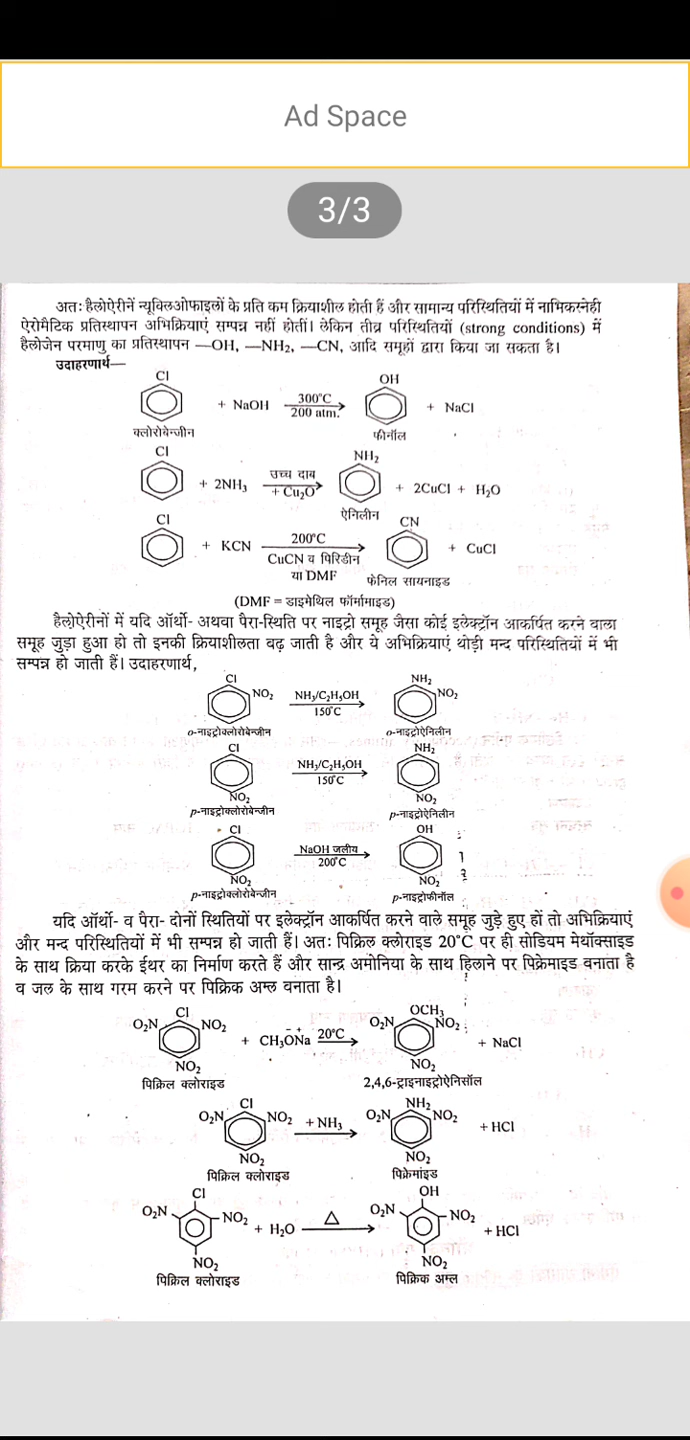 Ad Space
3/3
अतः हैलोऐरीनें न्यूक्लिओफाइलों के प्रति कम क्रियाशील होती हैं और सामान्य परिस्थितियों में नाभिकस्नेही
ऐरोमैटिक प्रतिस्थापन अभिक्रियाएं सम्पन्न नहीं होतीं। लेकिन तीव्र परिस्थितियों (strong conditions) में
हैलोजेन परमाणु का प्रतिस्थापन —OH, —NH₂, —CN, आदि समूहों द्वारा किया जा सकता है।
उदाहरणार्थ—
Cl OH
+ NaOH 300°C + NaCl
200 atm.
क्लोरोबेन्जीन फीनॉल
Cl NH₂
+ 2NH₃ उच्च दाब + 2CuCl + H₂O
+ Cu₂O
ऐनिलीन
Cl CN
+ KCN 200°C + CuCl
CuCN व पिरिडीन
या DMF फेनिल सायनाइड
(DMF = डाइमेथिल फॉर्मामाइड)
हैलोऐरीनों में यदि ऑर्थो- अथवा पैरा-स्थिति पर नाइट्रो समूह जैसा कोई इलेक्ट्रॉन आकर्षित करने वाला
समूह जुड़ा हुआ हो तो इनकी क्रियाशीलता बढ़ जाती है और ये अभिक्रियाएं थोड़ी मन्द परिस्थितियों में भी
सम्पन्न हो जाती हैं। उदाहरणार्थ,
Cl NH₂
NO₂ NH₃/C₂H₅OH NO₂
150°C
o-नाइट्रोक्लोरोबेन्जीन o-नाइट्रोऐनिलीन
Cl NH₂
NH₃/C₂H₅OH
150°C
NO₂ NO₂
p-नाइट्रोक्लोरोबेन्जीन p-नाइट्रोऐनिलीन
Cl OH
NaOH जलीय
200°C
NO₂ NO₂
p-नाइट्रोक्लोरोबेन्जीन p-नाइट्रोफीनॉल
यदि ऑर्थो- व पैरा- दोनों स्थितियों पर इलेक्ट्रॉन आकर्षित करने वाले समूह जुड़े हुए हों तो अभिक्रियाएं
और मन्द परिस्थितियों में भी सम्पन्न हो जाती हैं। अतः पिक्रिल क्लोराइड 20°C पर ही सोडियम मेथॉक्साइड
के साथ क्रिया करके ईथर का निर्माण करते हैं और सान्द्र अमोनिया के साथ हिलाने पर पिक्रेमाइड बनाता है
व जल के साथ गरम करने पर पिक्रिक अम्ल बनाता है।
Cl OCH₃
O₂N NO₂ + CH₃O⁻Na⁺ 20°C O₂N NO₂ + NaCl
NO₂ NO₂
पिक्रिल क्लोराइड 2,4,6-ट्राइनाइट्रोऐनिसॉल
Cl NH₂
O₂N NO₂ + NH₃ O₂N NO₂ + HCl
NO₂ NO₂
पिक्रिल क्लोराइड पिक्रेमांइड
Cl OH
O₂N NO₂ + H₂O △ O₂N NO₂ + HCl
NO₂ NO₂
पिक्रिल क्लोराइड पिक्रिक अम्ल